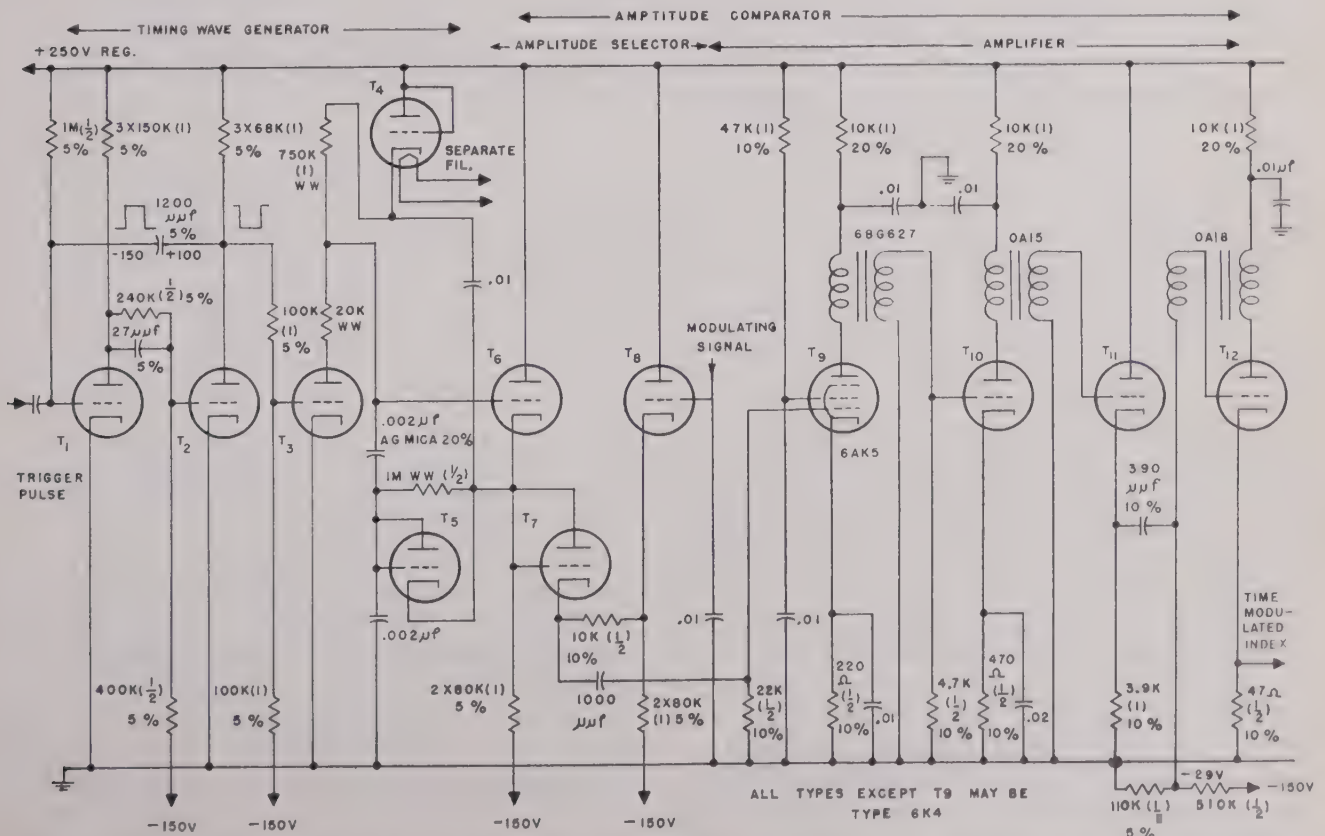 AMPTITUDE COMPARATOR
TIMING WAVE GENERATOR
AMPLITUDE SELECTOR
AMPLIFIER
+250V REG.
1M(½)
5%
3X150K(1)
5%
3X68K(1)
5%
750K
(1)
WW
T4
SEPARATE
FIL.
47K(1)
10%
10K(1)
20%
10K(1)
20%
10K(1)
20%
.01µf
.01
.01
1200
µµf
5%
-150
+100
240K(½)5%
27µµf
5%
100K
(1)
5%
20K
WW
.01
68G627
0A15
0A18
MODULATING
SIGNAL
T1
T2
T3
T6
T8
T9
T10
T11
T12
6AK5
TRIGGER
PULSE
.002µf
AG MICA 20%
1M WW (½)
T5
T7
390
µµf
10%
.002µf
10K(½)
10%
.01
.01
TIME
MODU-
LATED
INDEX
400K(½)
5%
100K(1)
5%
2X80K(1)
5%
1000
µµf
2X80K
(1) 5%
22K
(½)
10%
220
Ω
(½)
10%
.01
4.7K
(½)
10%
470
Ω
(½)
10%
.02
3.9K
(1)
10%
47Ω
(½)
10%
-150V
-150V
-150V
-150V
ALL TYPES EXCEPT T9 MAY BE
TYPE 6K4
-29V
-150V
110K
5%
510K(½)